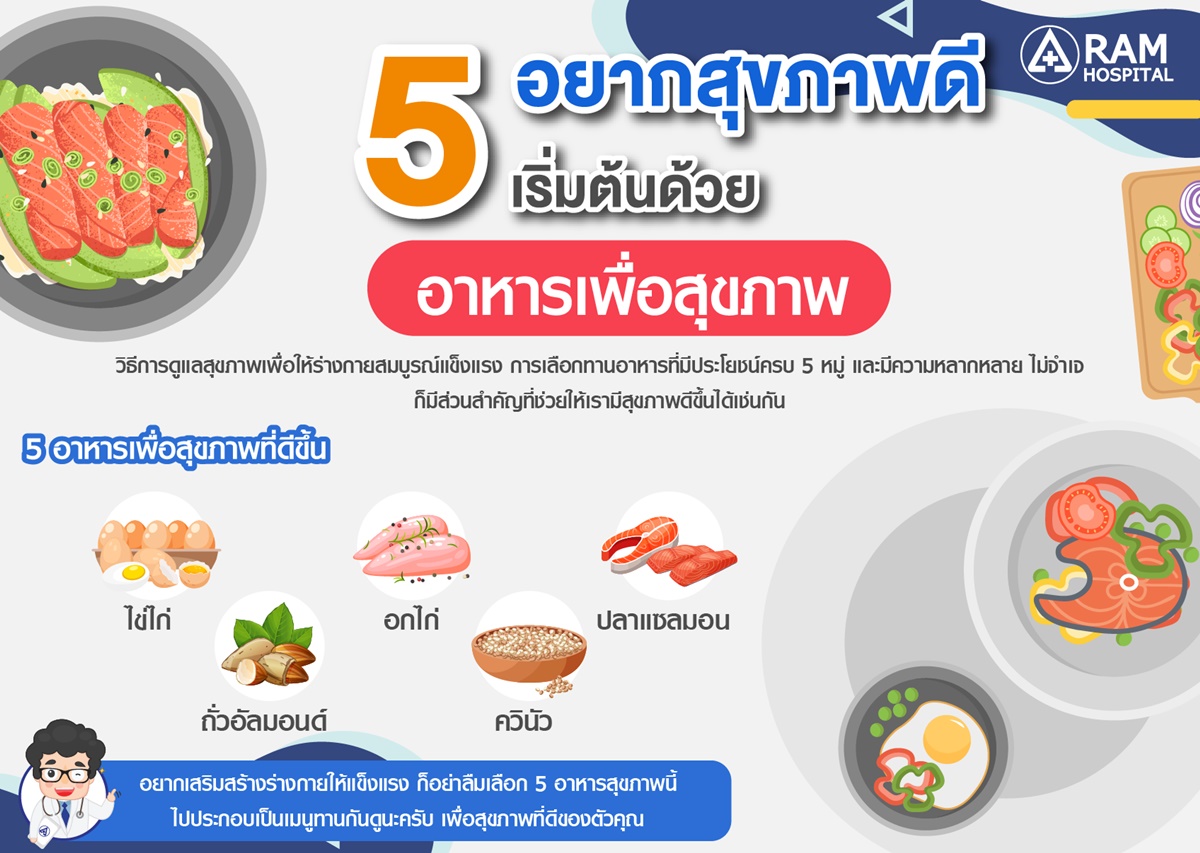 RAM
HOSPITAL
5 อยากสุขภาพดี
เริ่มต้นด้วย
อาหารเพื่อสุขภาพ
วิธีการดูแลสุขภาพเพื่อให้ร่างกายสมบูรณ์แข็งแรง การเลือกทานอาหารที่มีประโยชน์ครบ 5 หมู่ และมีความหลากหลาย ไม่จำเจ
ก็มีส่วนสำคัญที่ช่วยให้เรามีสุขภาพดีขึ้นได้เช่นกัน
5 อาหารเพื่อสุขภาพที่ดีขึ้น
ไข่ไก่
อกไก่
ปลาแซลมอน
ถั่วอัลมอนด์
ควินัว
อยากเสริมสร้างร่างกายให้แข็งแรง ก็อย่าลืมเลือก 5 อาหารสุขภาพนี้
ไปประกอบเป็นเมนูทานกันดูนะครับ เพื่อสุขภาพที่ดีของตัวคุณ